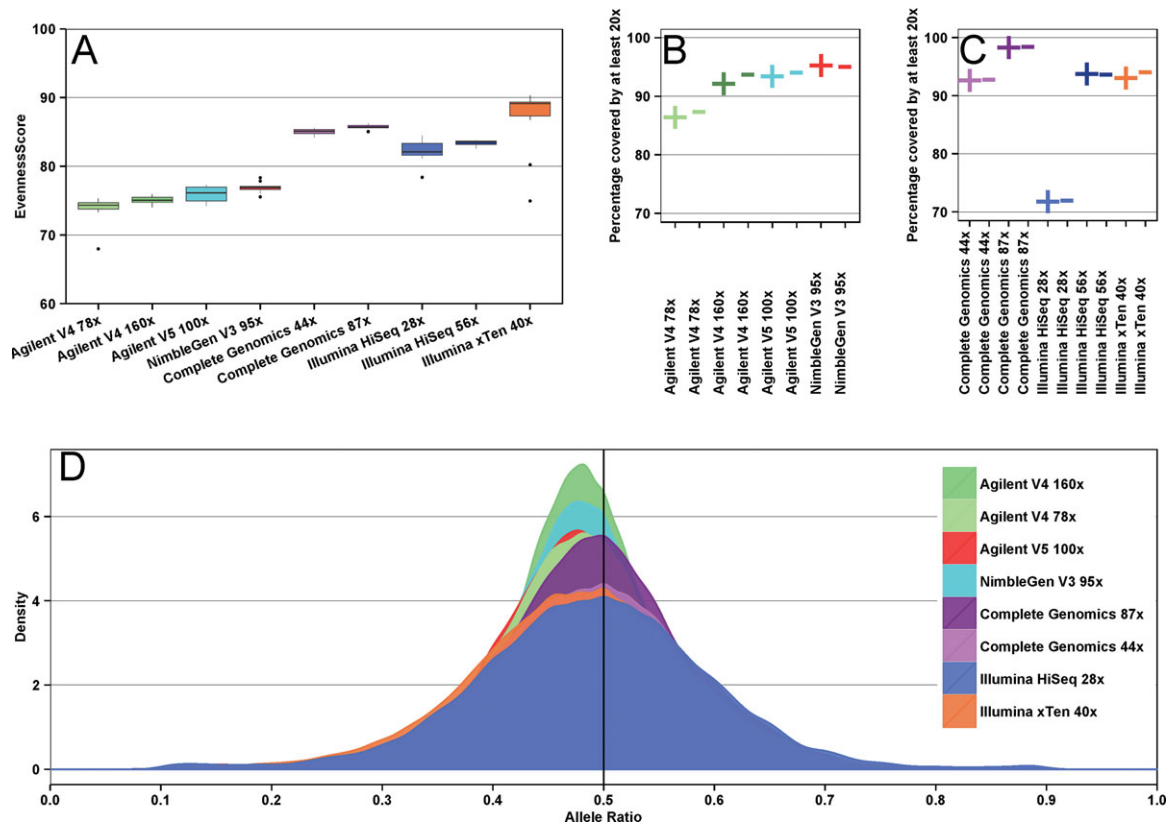 A
EvennessScore
100
90
80
70
60
Agilent V4 78x
Agilent V4 160x
Agilent V5 100x
NimbleGen V3 95x
Complete Genomics 44x
Complete Genomics 87x
Illumina HiSeq 28x
Illumina HiSeq 56x
Illumina xTen 40x
B
Percentage covered by at least 20x
100
90
80
70
Agilent V4 78x
Agilent V4 78x
Agilent V4 160x
Agilent V4 160x
Agilent V5 100x
Agilent V5 100x
NimbleGen V3 95x
NimbleGen V3 95x
C
Percentage covered by at least 20x
100
90
80
70
Complete Genomics 44x
Complete Genomics 44x
Complete Genomics 87x
Complete Genomics 87x
Illumina HiSeq 28x
Illumina HiSeq 28x
Illumina HiSeq 56x
Illumina HiSeq 56x
Illumina xTen 40x
Illumina xTen 40x
D
Density
6
4
2
0
0.0 0.1 0.2 0.3 0.4 0.5 0.6 0.7 0.8 0.9 1.0
Allele Ratio
Agilent V4 160x
Agilent V4 78x
Agilent V5 100x
NimbleGen V3 95x
Complete Genomics 87x
Complete Genomics 44x
Illumina HiSeq 28x
Illumina xTen 40x